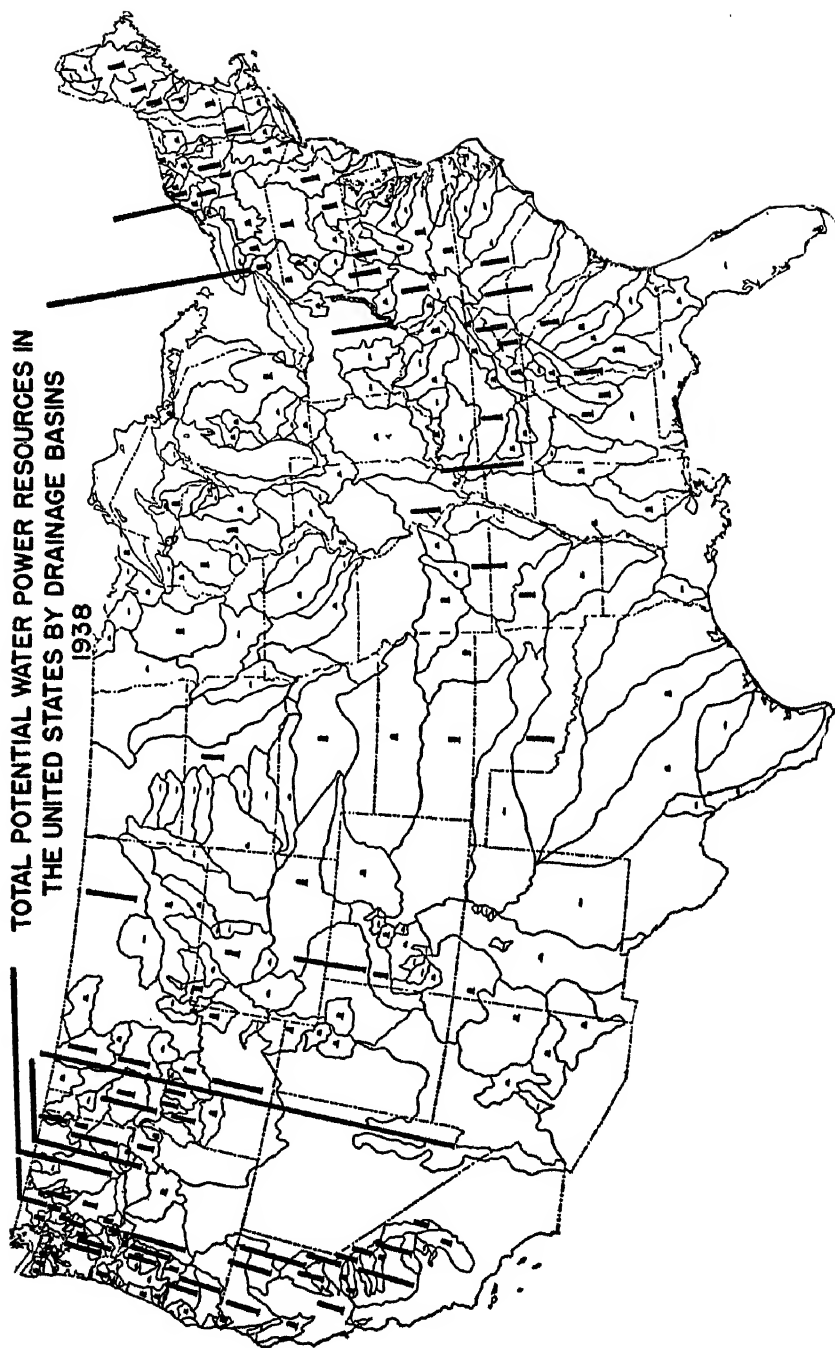 TOTAL POTENTIAL WATER POWER RESOURCES IN
THE UNITED STATES BY DRAINAGE BASINS
1938